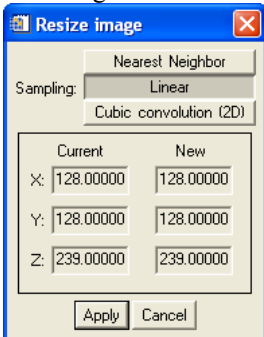 Resize image
Nearest Neighbor
Sampling: Linear
Cubic convolution (2D)
Current New
X: 128.00000 128.00000
Y: 128.00000 128.00000
Z: 239.00000 239.00000
Apply Cancel